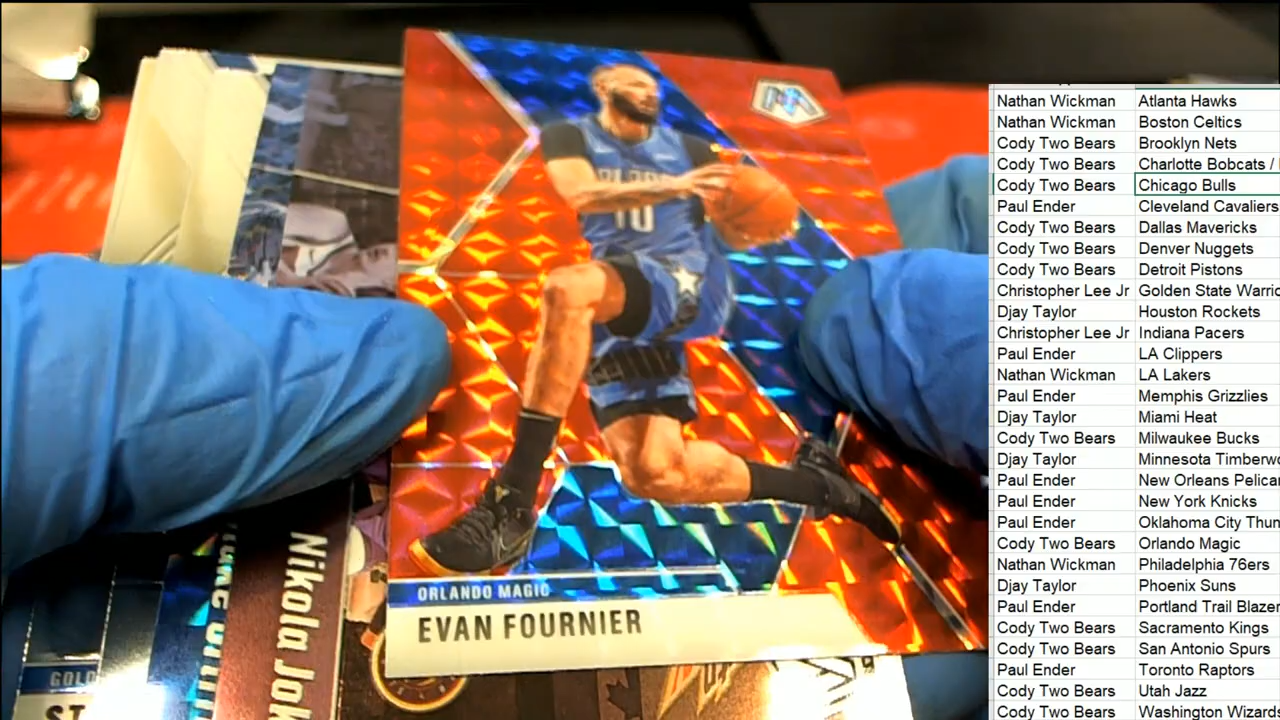 ORLANDO MAGIC
EVAN FOURNIER
10
Nikola Jok
GOLD
ST
Nathan Wickman Atlanta Hawks
Nathan Wickman Boston Celtics
Cody Two Bears Brooklyn Nets
Cody Two Bears Charlotte Bobcats /
Cody Two Bears Chicago Bulls
Paul Ender Cleveland Cavaliers
Cody Two Bears Dallas Mavericks
Cody Two Bears Denver Nuggets
Cody Two Bears Detroit Pistons
Christopher Lee Jr Golden State Warric
Djay Taylor Houston Rockets
Christopher Lee Jr Indiana Pacers
Paul Ender LA Clippers
Nathan Wickman LA Lakers
Paul Ender Memphis Grizzlies
Djay Taylor Miami Heat
Cody Two Bears Milwaukee Bucks
Djay Taylor Minnesota Timberwo
Paul Ender New Orleans Pelican
Paul Ender New York Knicks
Paul Ender Oklahoma City Thun
Cody Two Bears Orlando Magic
Nathan Wickman Philadelphia 76ers
Djay Taylor Phoenix Suns
Paul Ender Portland Trail Blazer
Cody Two Bears Sacramento Kings
Cody Two Bears San Antonio Spurs
Paul Ender Toronto Raptors
Cody Two Bears Utah Jazz
Cody Two Bears Washington Wizards